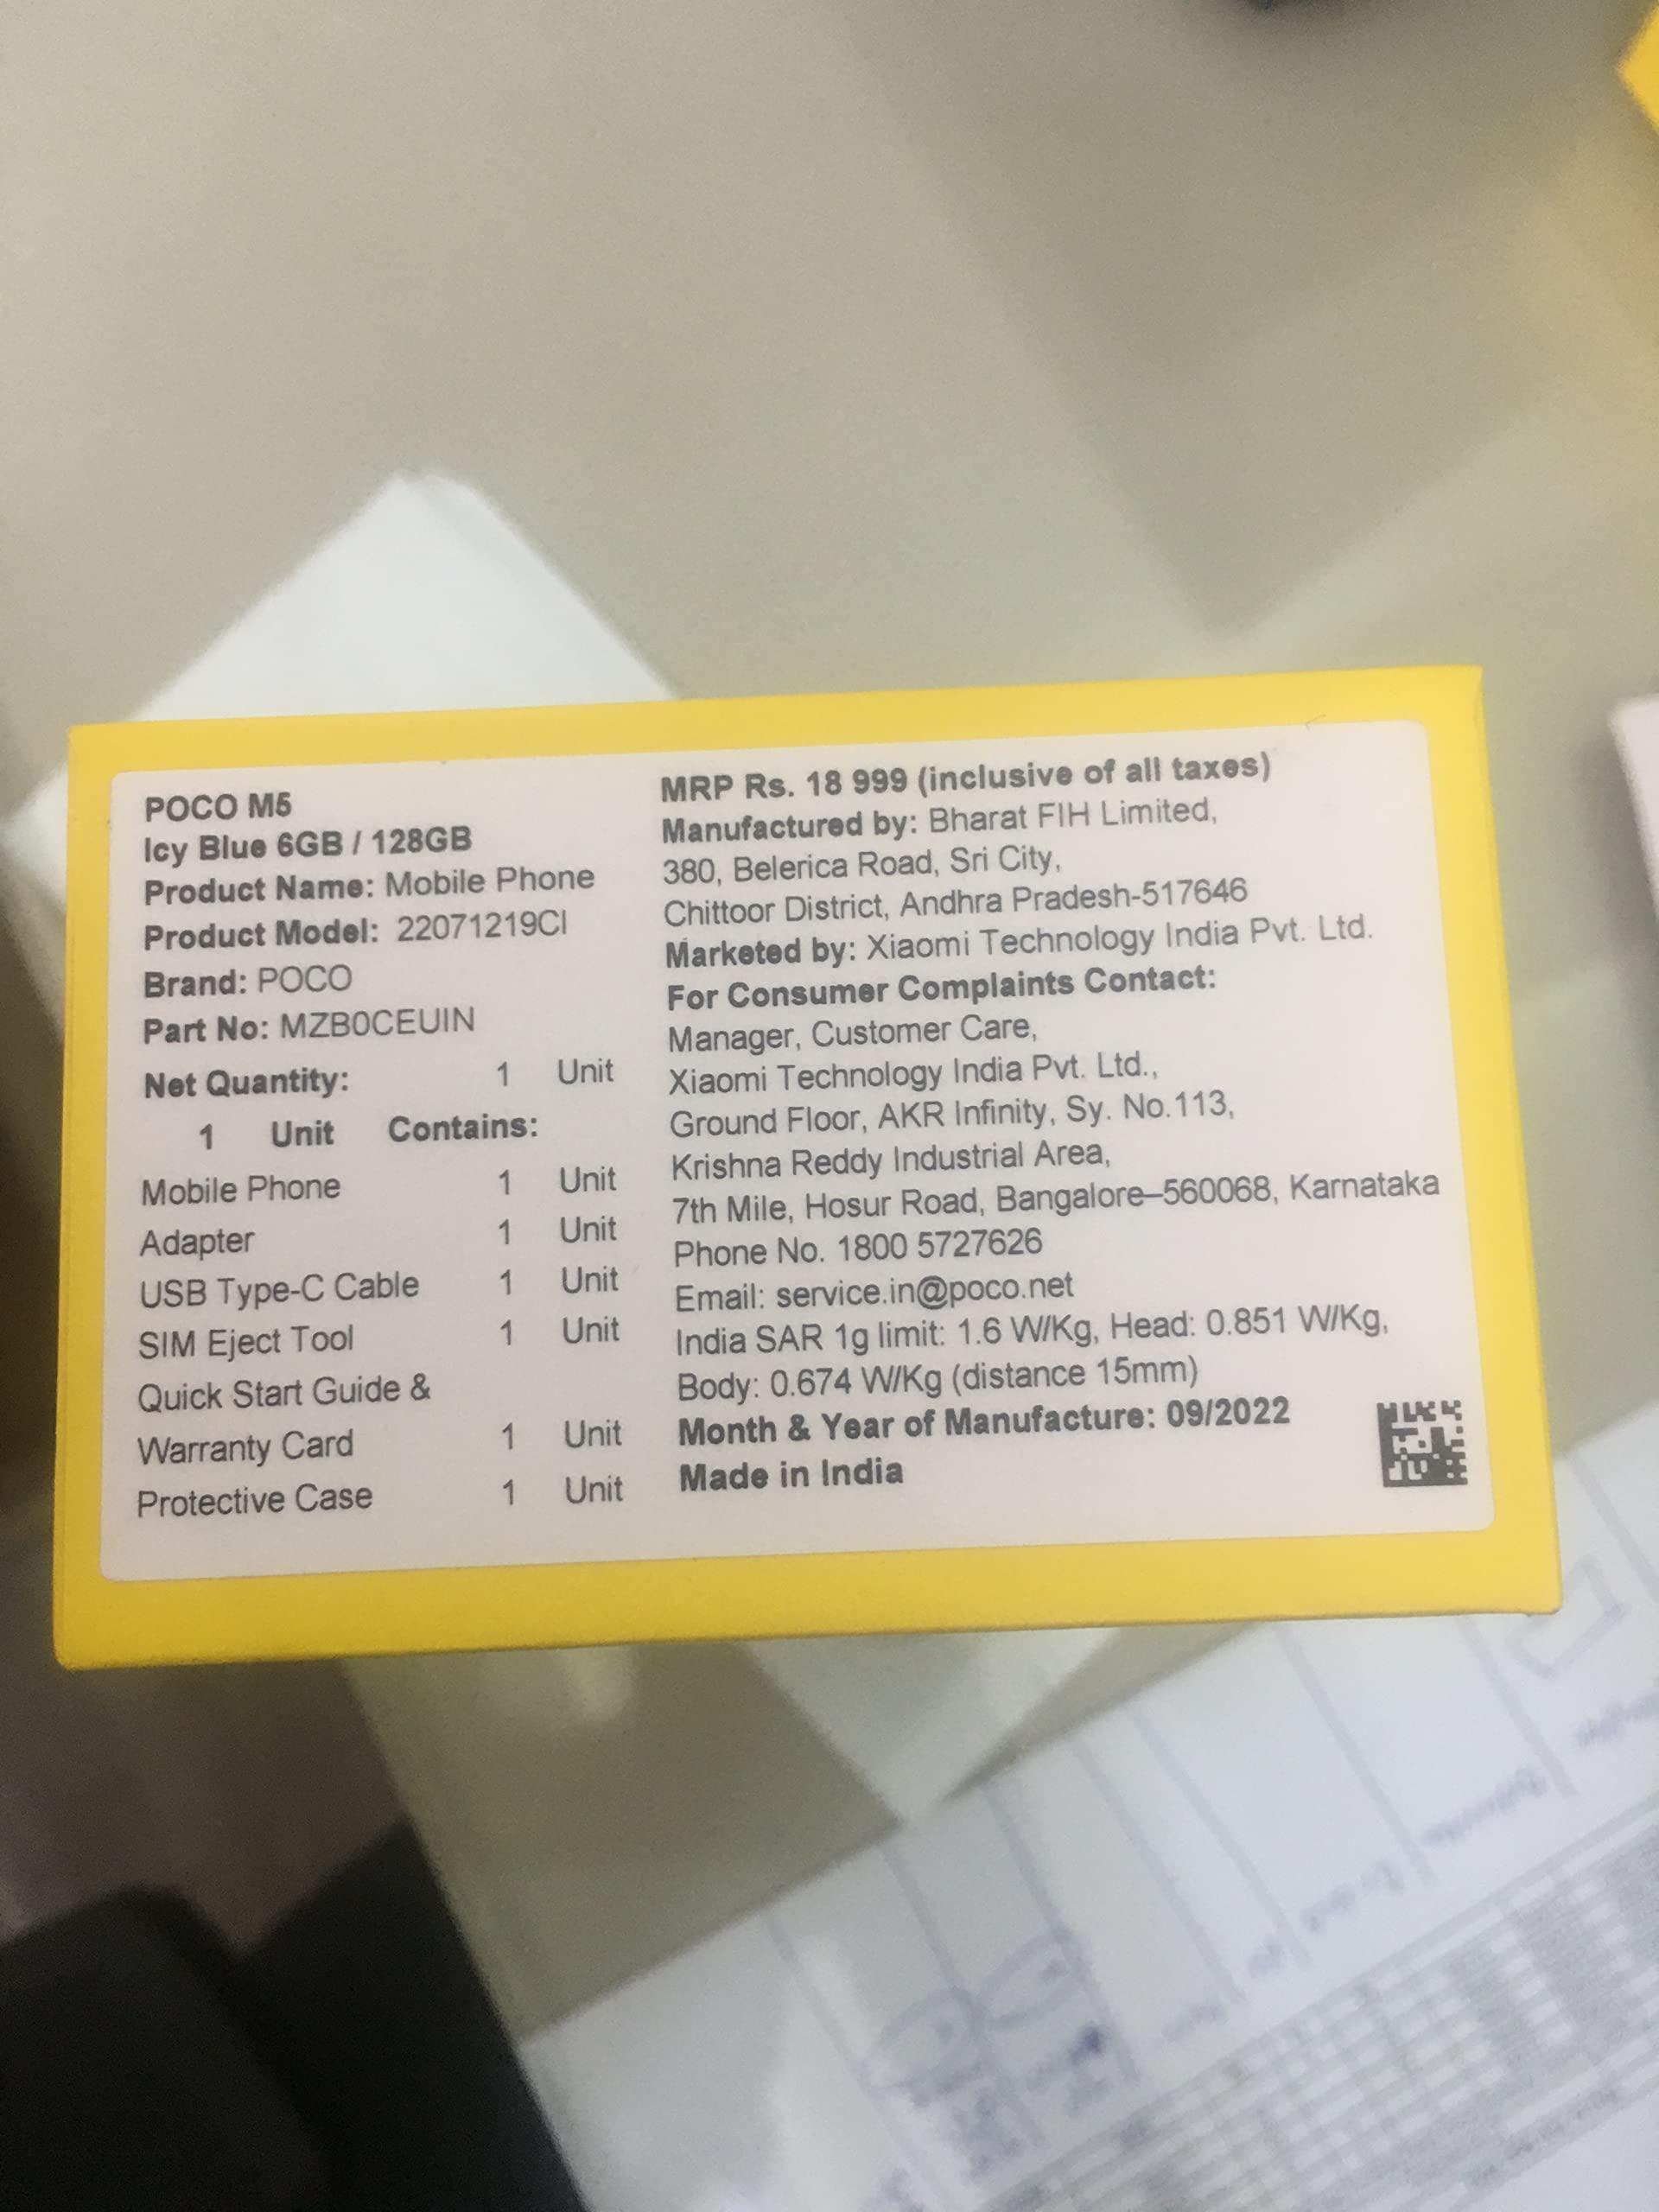 POCO M5
Icy Blue 6GB / 128GB
Product Name: Mobile Phone
Product Model: 22071219CI
Brand: POCO
Part No: MZB0CEUIN
Net Quantity: 1 Unit
1 Unit Contains:
Mobile Phone 1 Unit
Adapter 1 Unit
USB Type-C Cable 1 Unit
SIM Eject Tool 1 Unit
Quick Start Guide &
Warranty Card 1 Unit
Protective Case 1 Unit
MRP Rs. 18 999 (inclusive of all taxes)
Manufactured by: Bharat FIH Limited,
380, Belerica Road, Sri City,
Chittoor District, Andhra Pradesh-517646
Marketed by: Xiaomi Technology India Pvt. Ltd.
For Consumer Complaints Contact:
Manager, Customer Care,
Xiaomi Technology India Pvt. Ltd.,
Ground Floor, AKR Infinity, Sy. No.113,
Krishna Reddy Industrial Area,
7th Mile, Hosur Road, Bangalore–560068, Karnataka
Phone No. 1800 5727626
Email: service.in@poco.net
India SAR 1g limit: 1.6 W/Kg, Head: 0.851 W/Kg,
Body: 0.674 W/Kg (distance 15mm)
Month & Year of Manufacture: 09/2022
Made in India